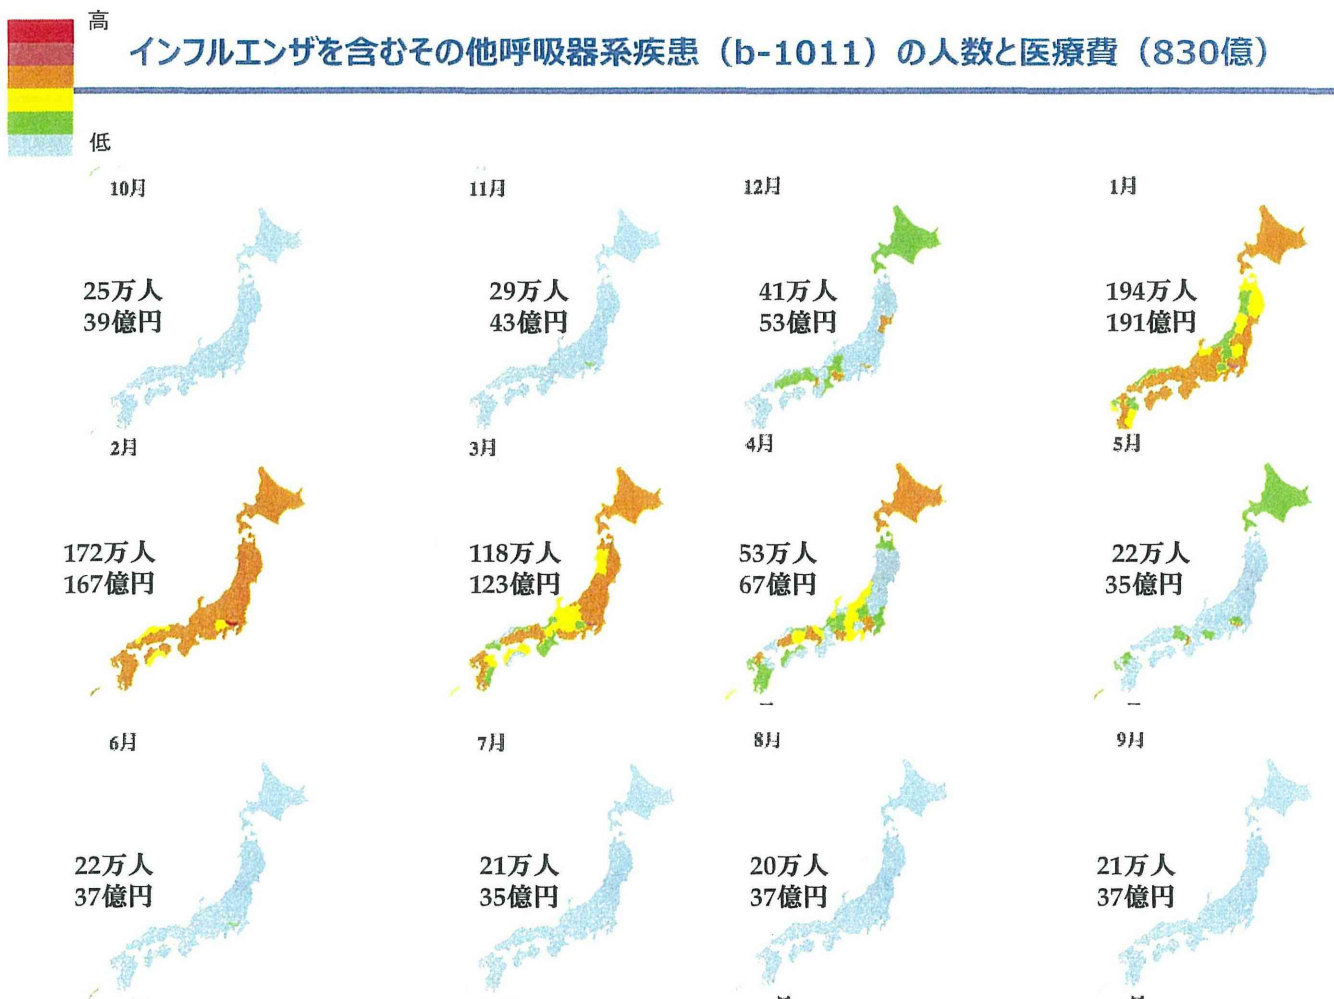 高
インフルエンザを含むその他呼吸器系疾患（b-1011）の人数と医療費（830億）
低
10月
25万人
39億円
11月
29万人
43億円
12月
41万人
53億円
1月
194万人
191億円
2月
172万人
167億円
3月
118万人
123億円
4月
53万人
67億円
5月
22万人
35億円
6月
22万人
37億円
7月
21万人
35億円
8月
20万人
37億円
9月
21万人
37億円